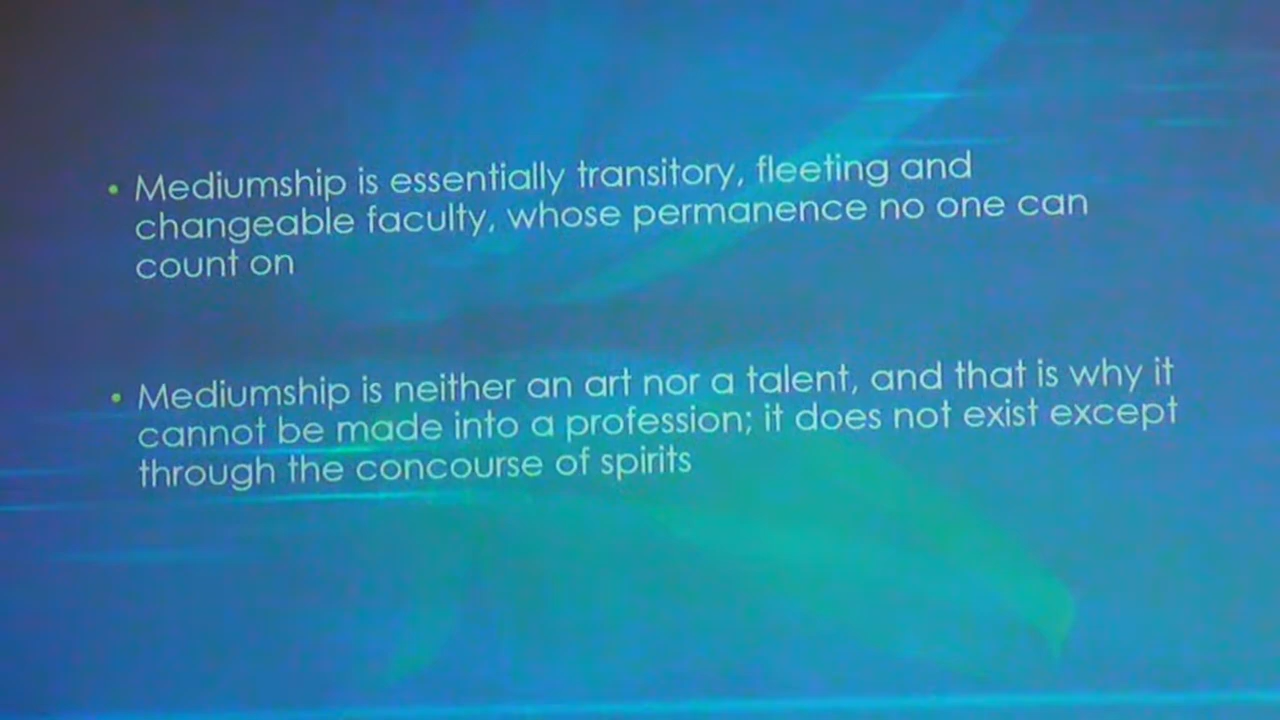 • Mediumship is essentially transitory, fleeting and
changeable faculty, whose permanence no one can
count on
• Mediumship is neither an art nor a talent, and that is why it
cannot be made into a profession; it does not exist except
through the concourse of spirits